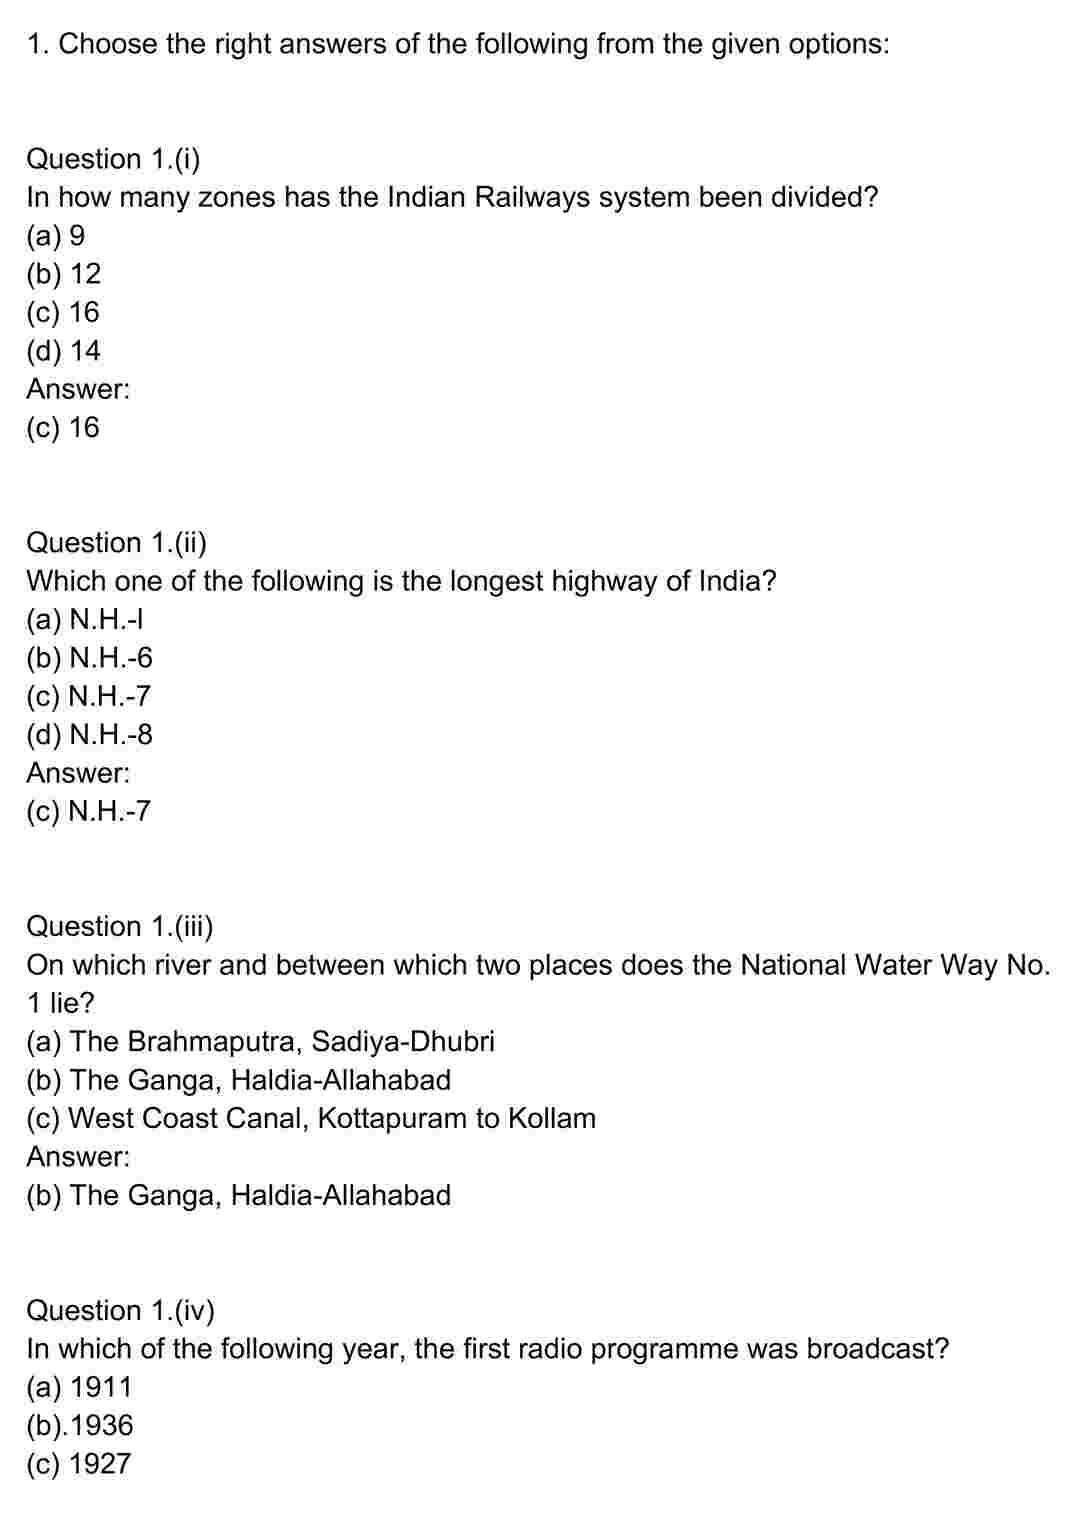 1. Choose the right answers of the following from the given options:
Question 1.(i)
In how many zones has the Indian Railways system been divided?
(a) 9
(b) 12
(c) 16
(d) 14
Answer:
(c) 16
Question 1.(ii)
Which one of the following is the longest highway of India?
(a) N.H.-I
(b) N.H.-6
(c) N.H.-7
(d) N.H.-8
Answer:
(c) N.H.-7
Question 1.(iii)
On which river and between which two places does the National Water Way No.
1 lie?
(a) The Brahmaputra, Sadiya-Dhubri
(b) The Ganga, Haldia-Allahabad
(c) West Coast Canal, Kottapuram to Kollam
Answer:
(b) The Ganga, Haldia-Allahabad
Question 1.(iv)
In which of the following year, the first radio programme was broadcast?
(a) 1911
(b).1936
(c) 1927